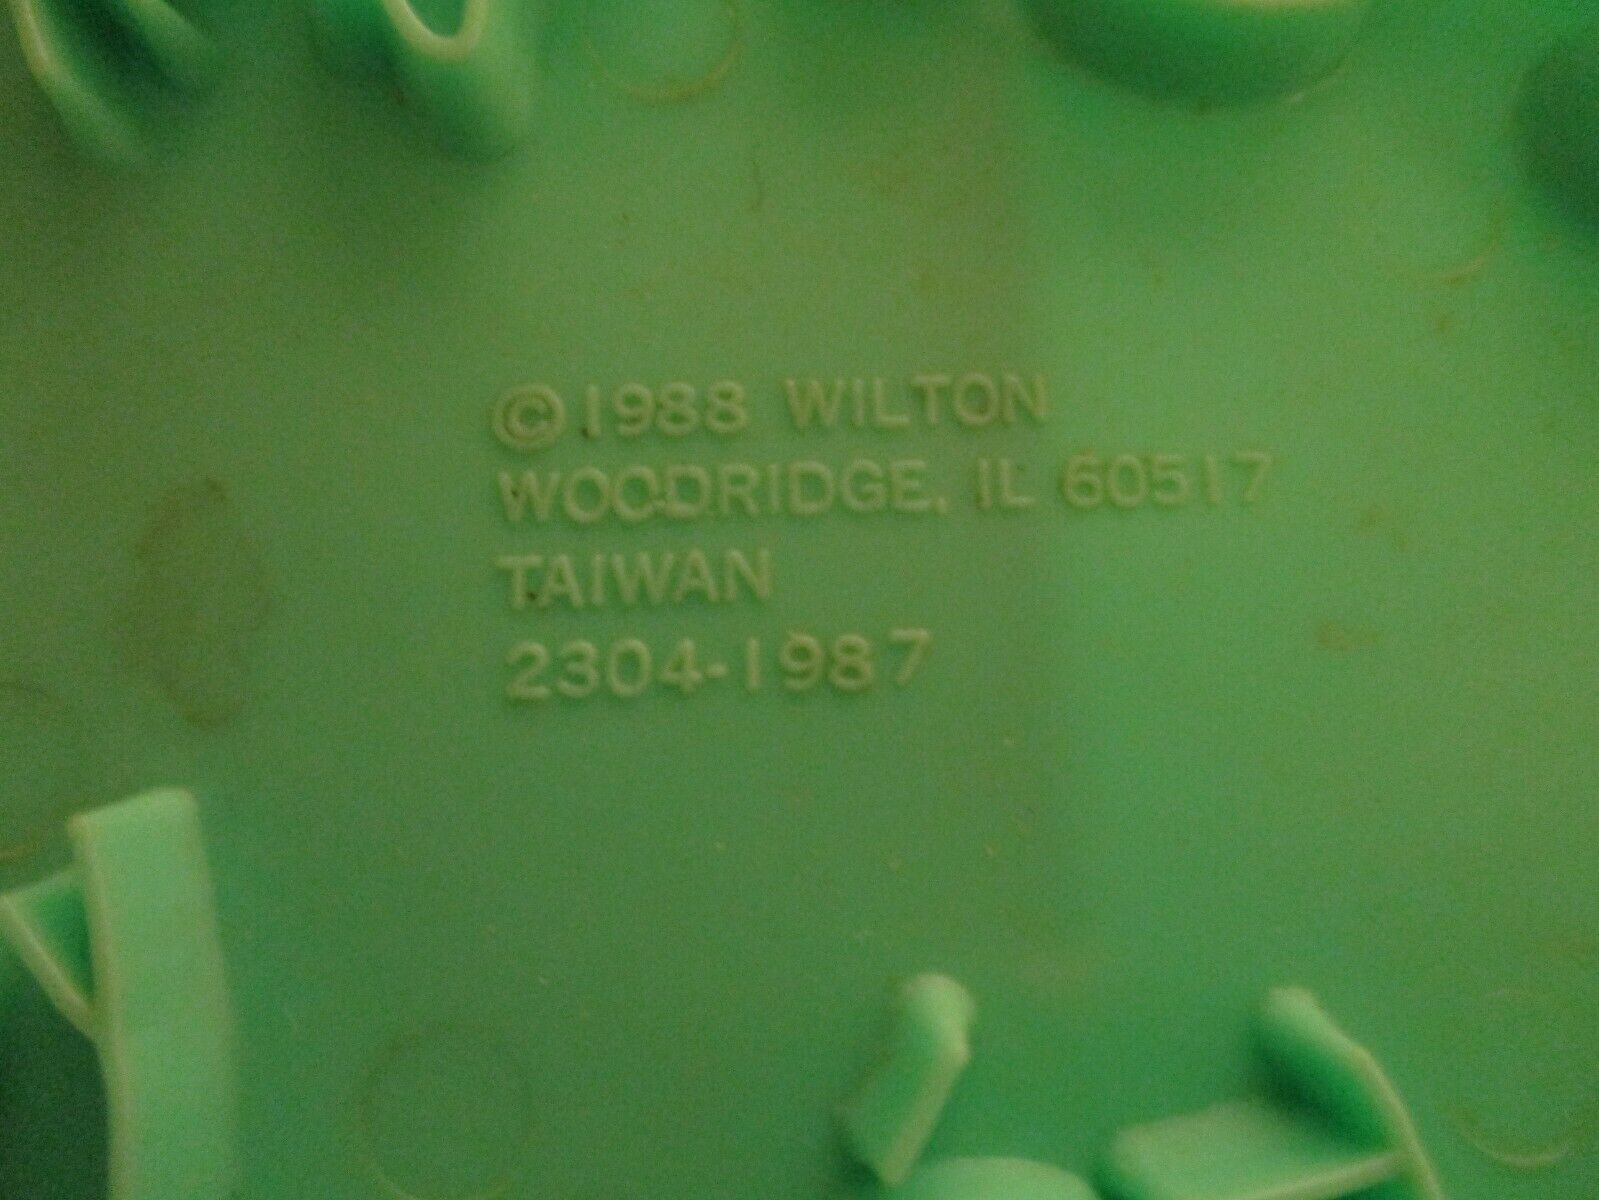 ©1988 WILTON
WOODRIDGE, IL 60517
TAIWAN
2304-1987